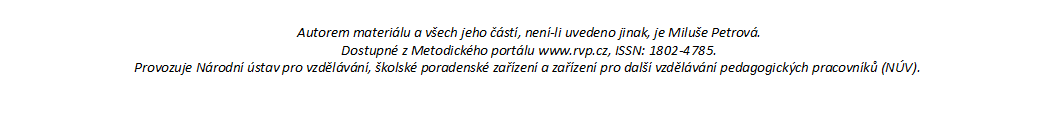 Autorem materiálu a všech jeho částí, není-li uvedeno jinak, je Miluše Petrová.
Dostupné z Metodického portálu www.rvp.cz, ISSN: 1802-4785.
Provozuje Národní ústav pro vzdělávání, školské poradenské zařízení a zařízení pro další vzdělávání pedagogických pracovníků (NÚV).